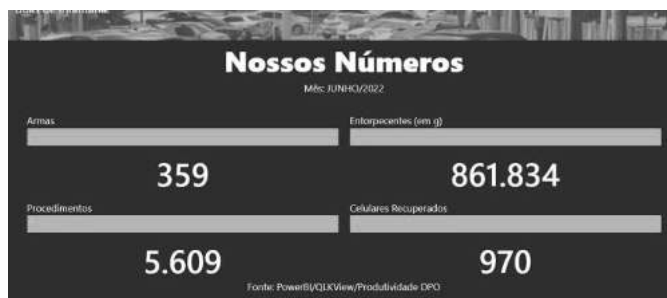 Nossos Números
Mês: JUNHO/2022
Armas
Entorpecentes (em g)
359
861.834
Procedimentos
Celulares Recuperados
5.609
970
Fonte: PowerBI/QLKView/Produtividade DPO